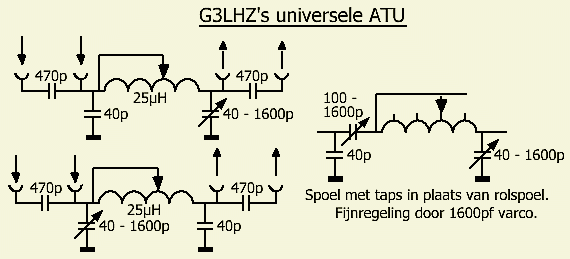 G3LHZ's universele ATU
470p
470p
25µH
40p
40 - 1600p
100 -
1600p
40p
40 - 1600p
470p
470p
25µH
40 - 1600p
40p
Spoel met taps in plaats van rolspoel.
Fijnregeling door 1600pf varco.